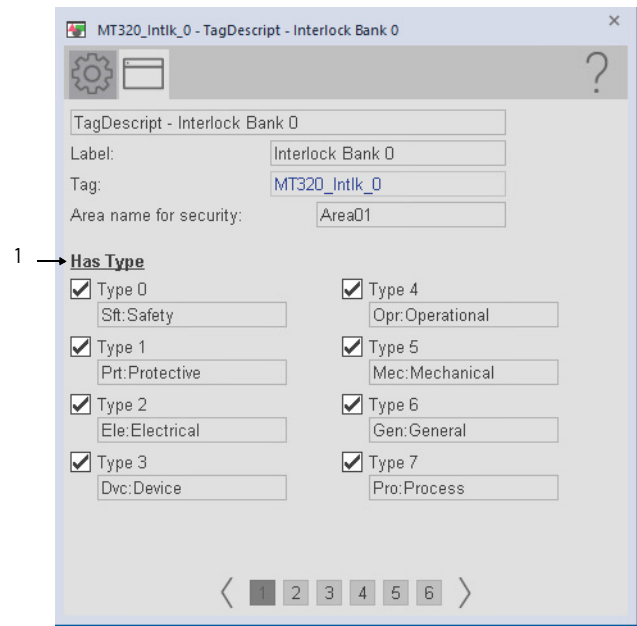 MT320_Intlk_0 - TagDescript - Interlock Bank 0
×
?
TagDescript - Interlock Bank 0
Label: Interlock Bank 0
Tag: MT320_Intlk_0
Area name for security: Area01
1
Has Type
Type 0
Sft:Safety
Type 1
Prt:Protective
Type 2
Ele:Electrical
Type 3
Dvc:Device
Type 4
Opr:Operational
Type 5
Mec:Mechanical
Type 6
Gen:General
Type 7
Pro:Process
1 2 3 4 5 6